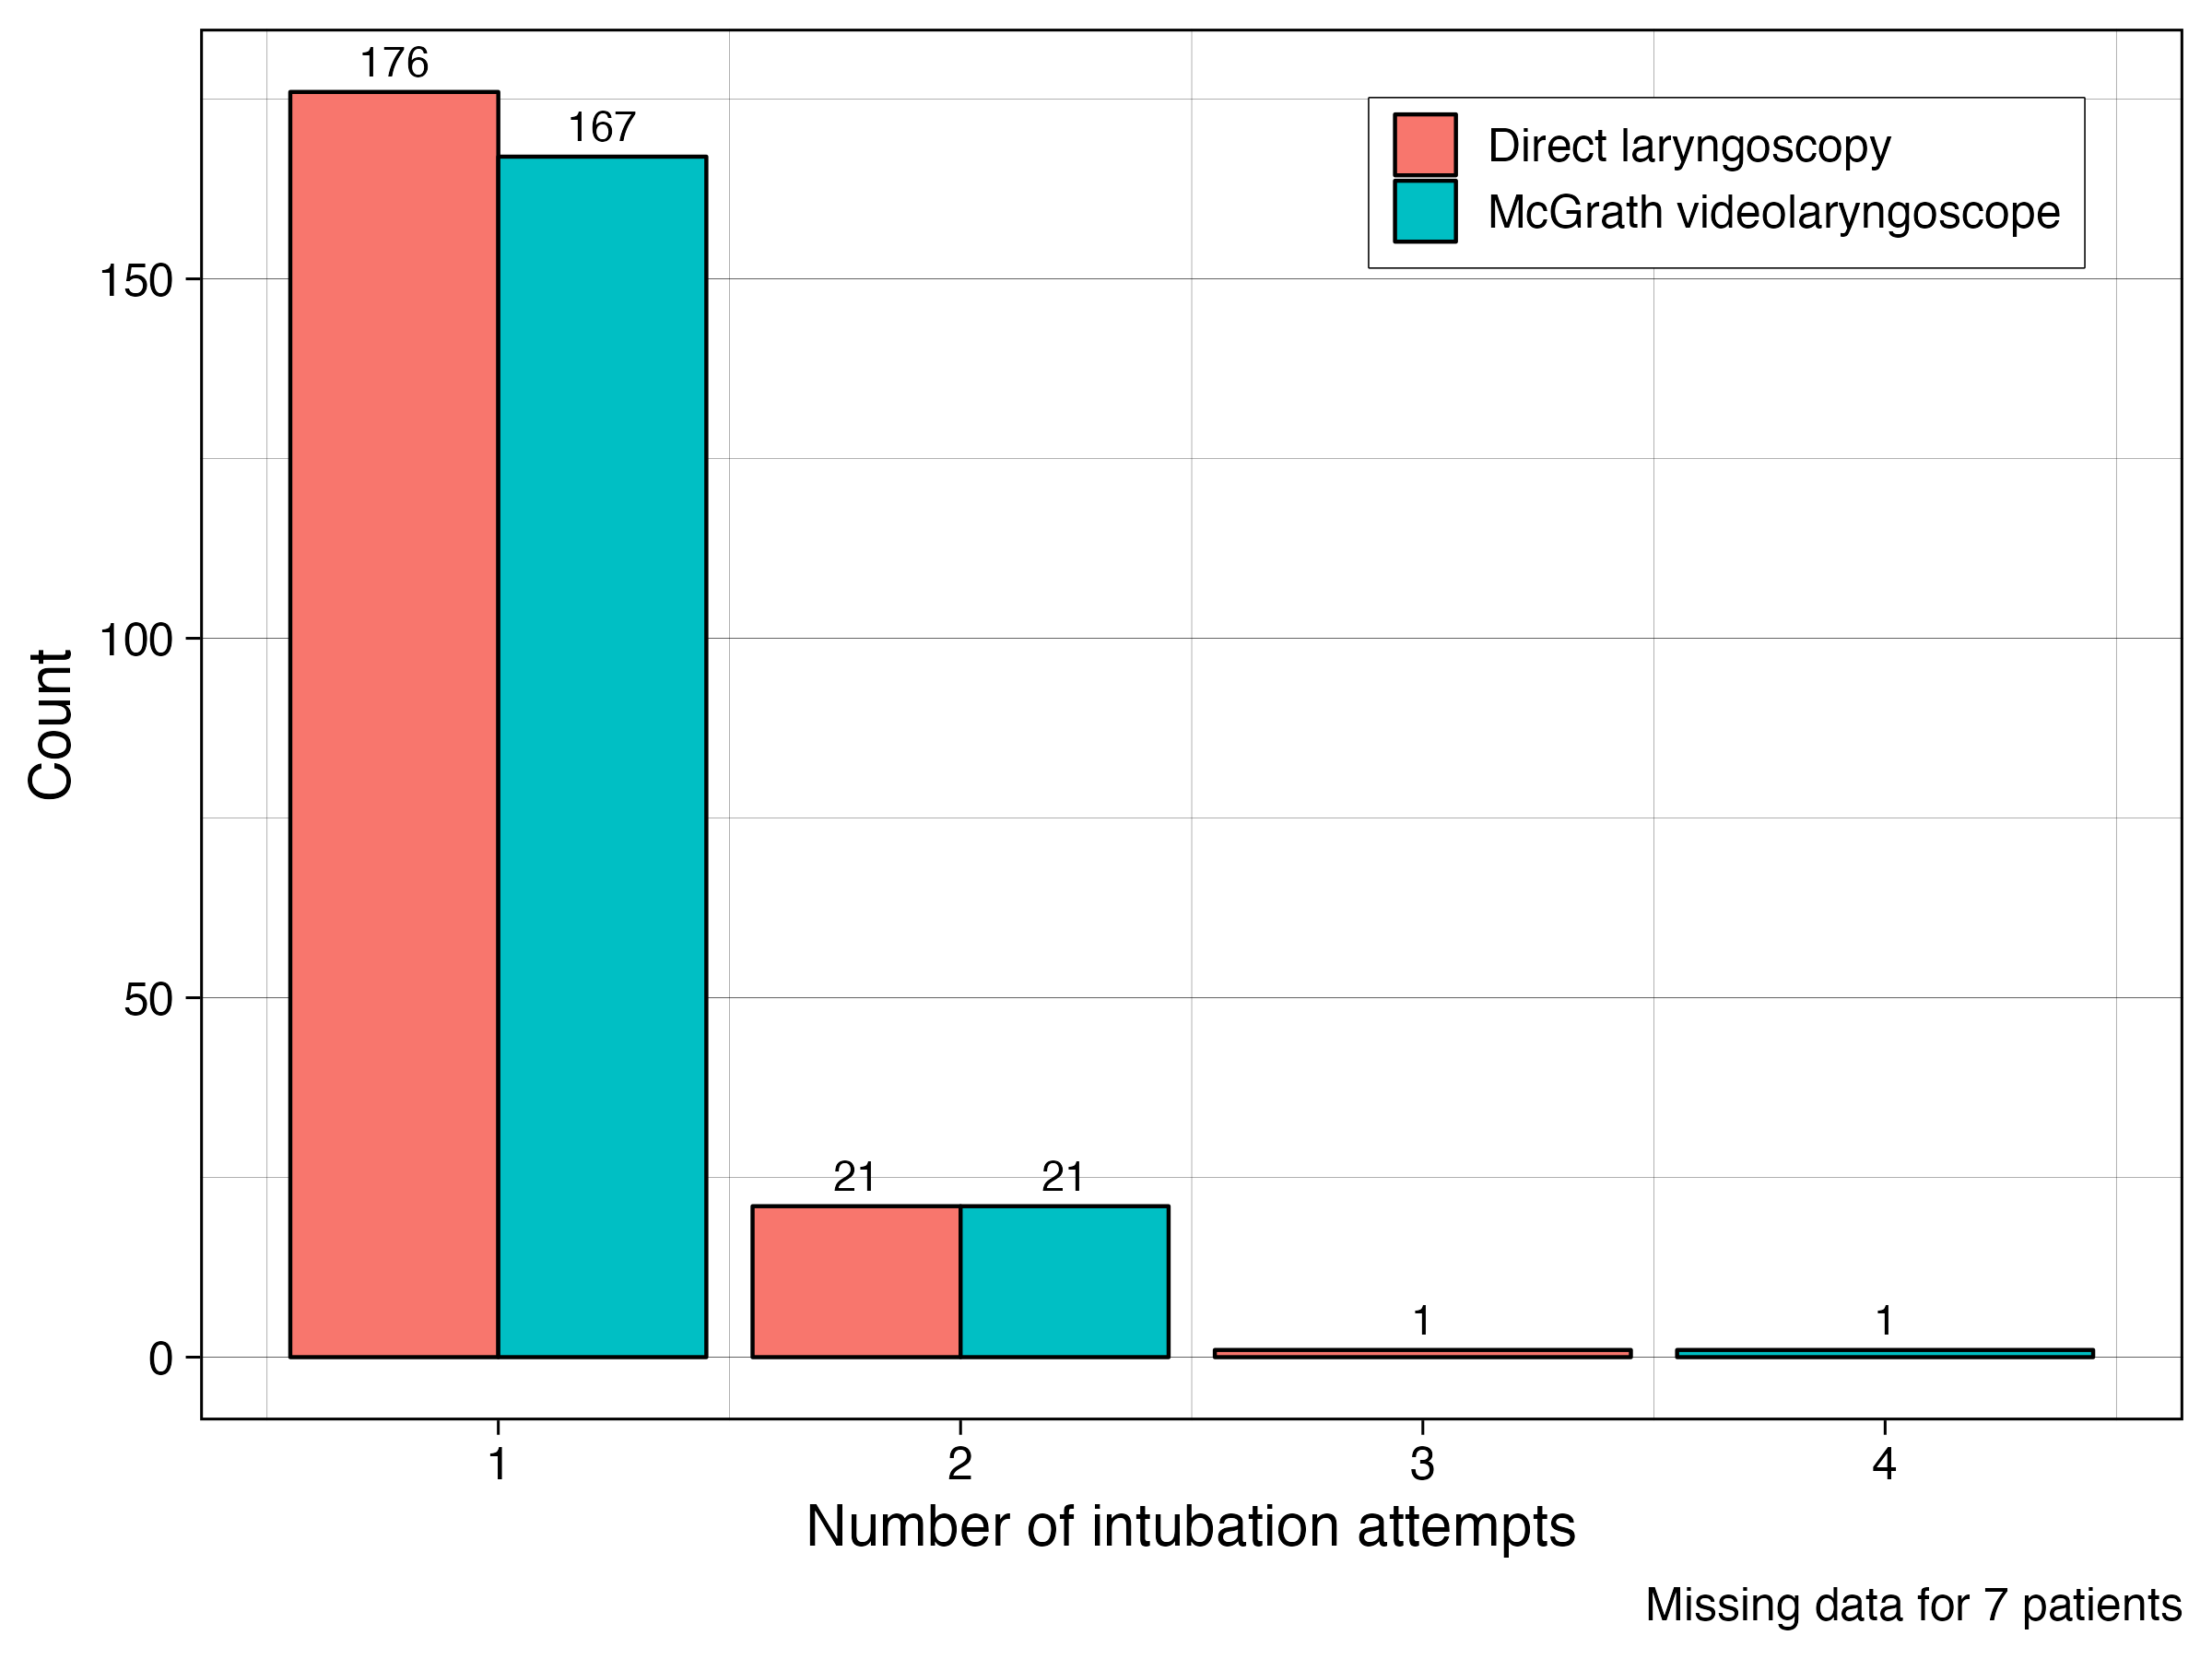 176
167
Direct laryngoscopy
McGrath videolaryngoscope
150
100
50
0
Count
21
21
1
1
1
2
3
4
Number of intubation attempts
Missing data for 7 patients